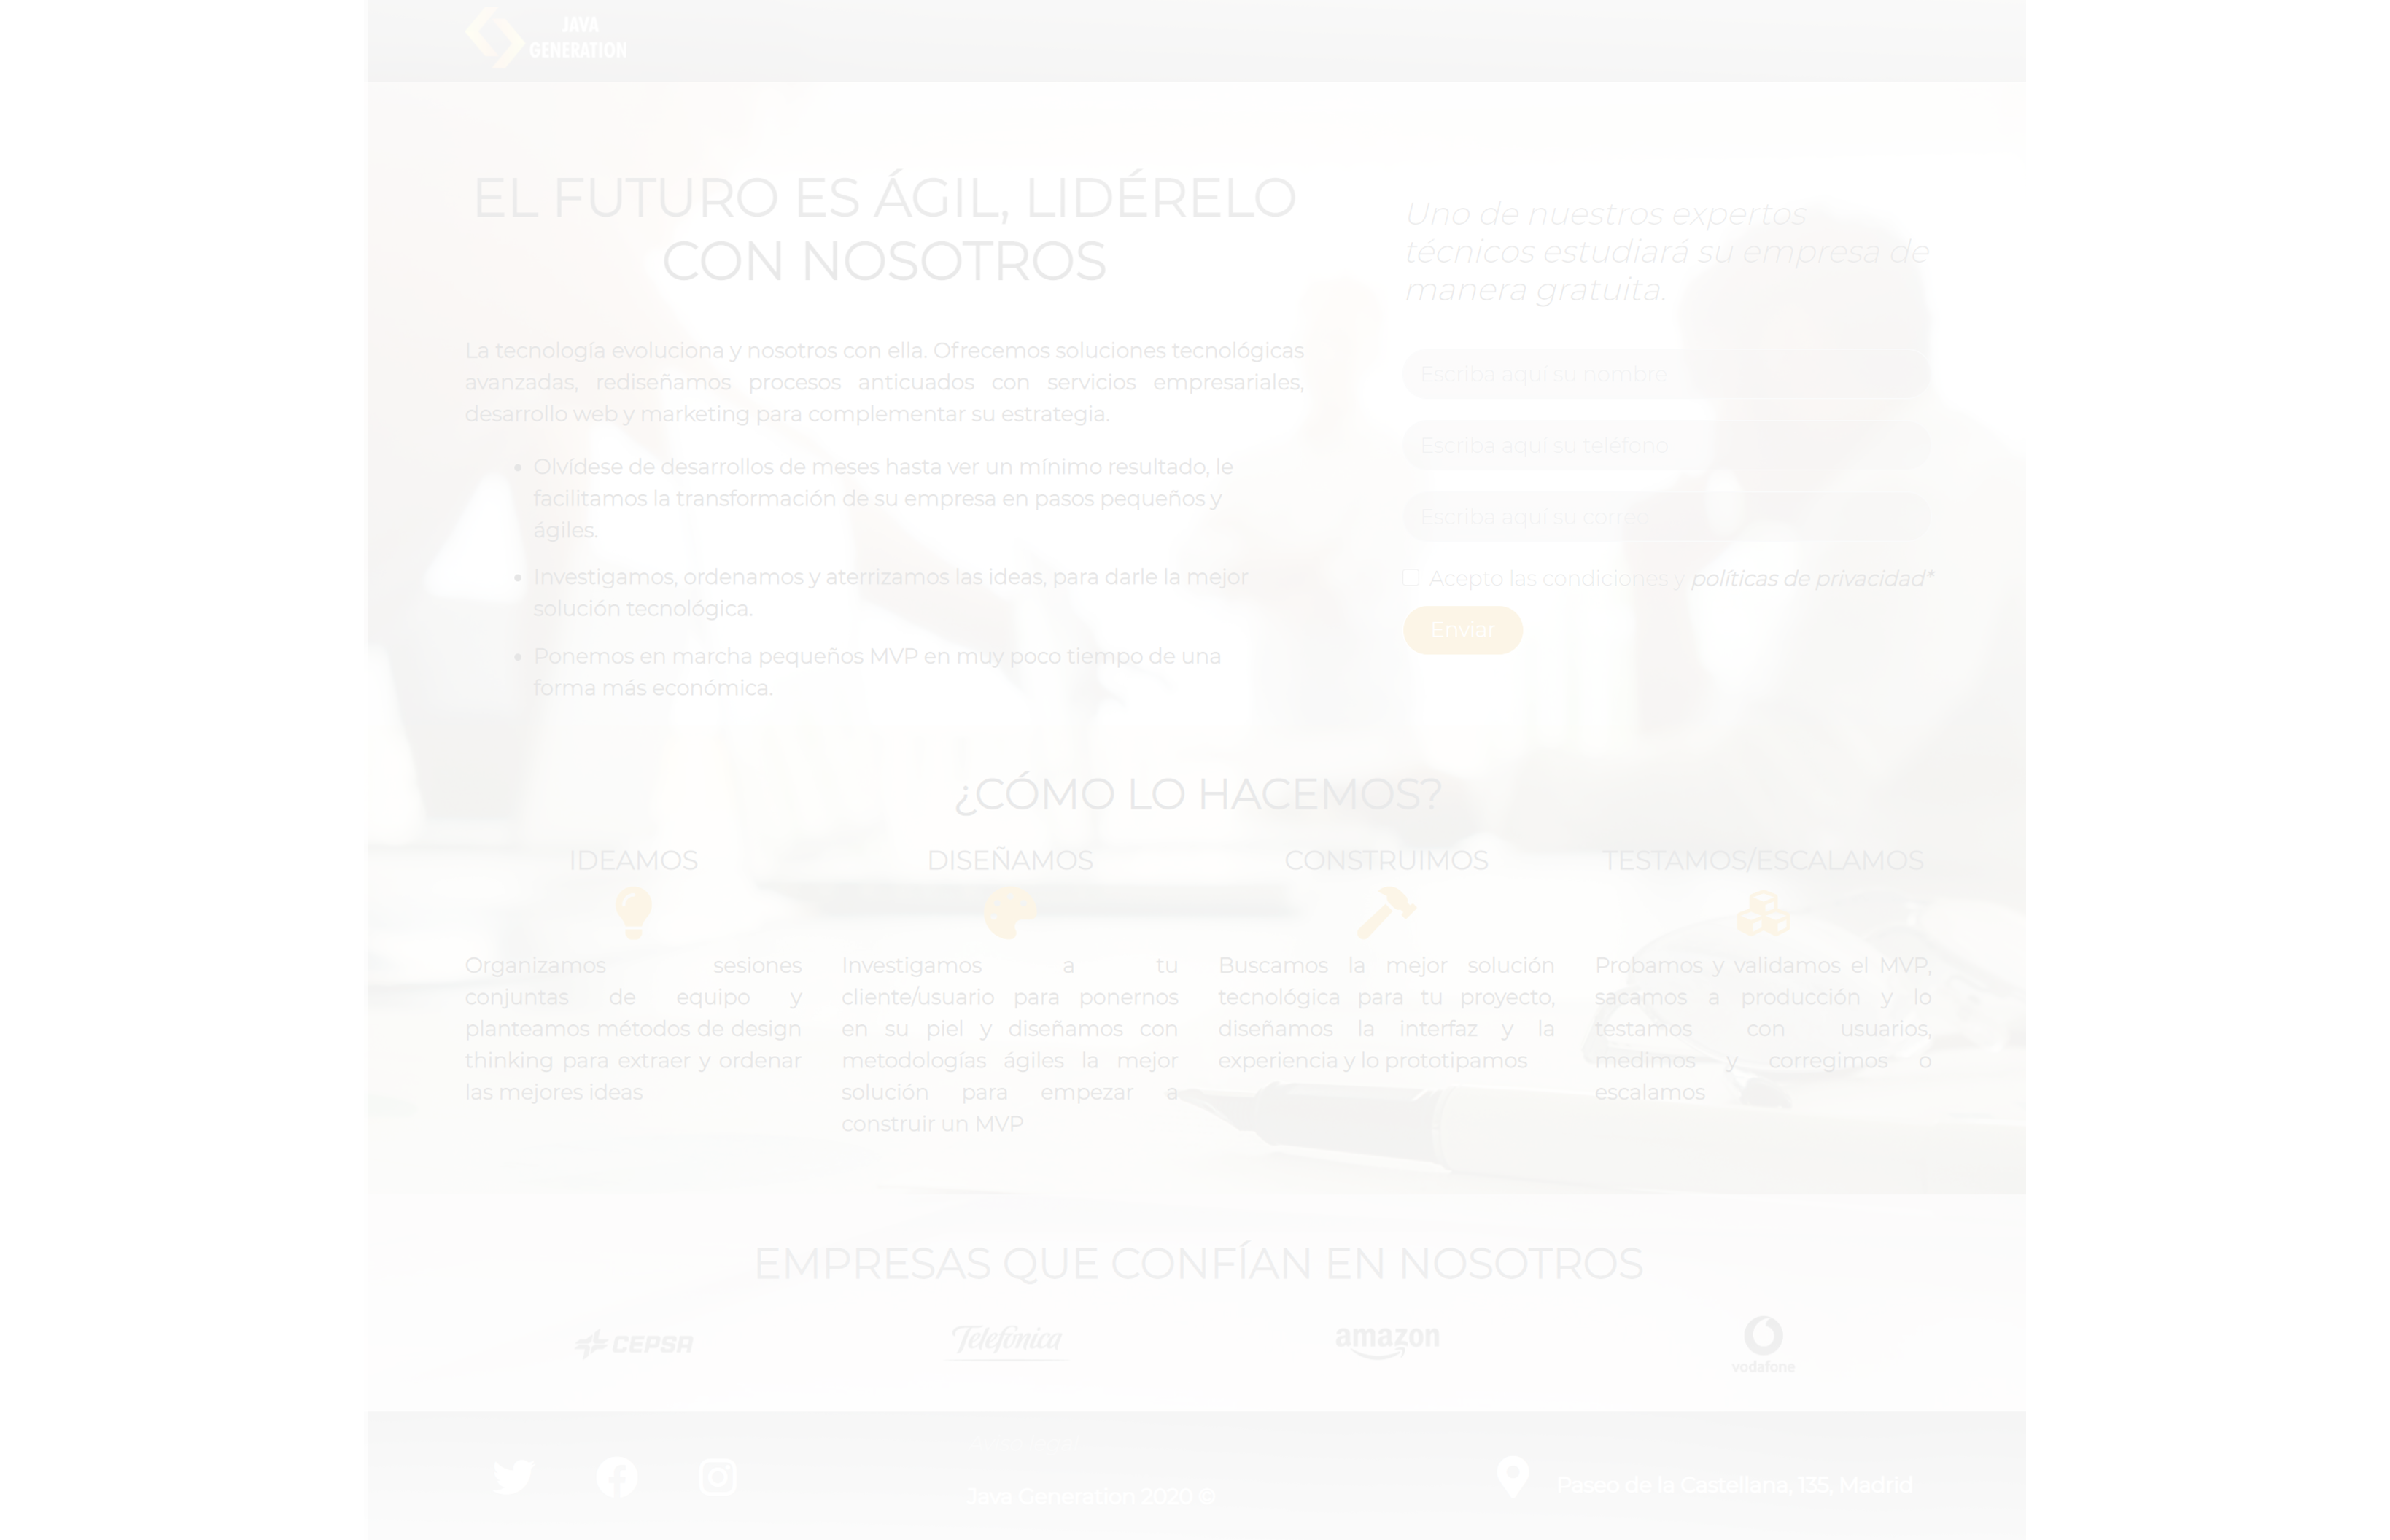 JAVA
GENERATION
EL FUTURO ES ÁGIL, LIDÉRELO
CON NOSOTROS
La tecnología evoluciona y nosotros con ella. Ofrecemos soluciones tecnológicas
avanzadas, rediseñamos procesos anticuados con servicios empresariales,
desarrollo web y marketing para complementar su estrategia.
• Olvídese de desarrollos de meses hasta ver un mínimo resultado, le
facilitamos la transformación de su empresa en pasos pequeños y
ágiles.
• Investigamos, ordenamos y aterrizamos las ideas, para darle la mejor
solución tecnológica.
• Ponemos en marcha pequeños MVP en muy poco tiempo de una
forma más económica.
Uno de nuestros expertos
técnicos estudiará su empresa de
manera gratuita.
Escriba aquí su nombre
Escriba aquí su teléfono
Escriba aquí su correo
Acepto las condiciones y políticas de privacidad*
Enviar
¿CÓMO LO HACEMOS?
IDEAMOS
Organizamos sesiones
conjuntas de equipo y
planteamos métodos de design
thinking para extraer y ordenar
las mejores ideas
DISEÑAMOS
Investigamos a tu
cliente/usuario para ponernos
en su piel y diseñamos con
metodologías ágiles la mejor
solución para empezar a
construir un MVP
CONSTRUIMOS
Buscamos la mejor solución
tecnológica para tu proyecto,
diseñamos la interfaz y la
experiencia y lo prototipamos
TESTAMOS/ESCALAMOS
Probamos y validamos el MVP,
sacamos a producción y lo
testamos con usuarios,
medimos y corregimos o
escalamos
EMPRESAS QUE CONFÍAN EN NOSOTROS
CEPSA
Telefónica
amazon
vodafone
Java Generation 2020 ©
Paseo de la Castellana, 135, Madrid